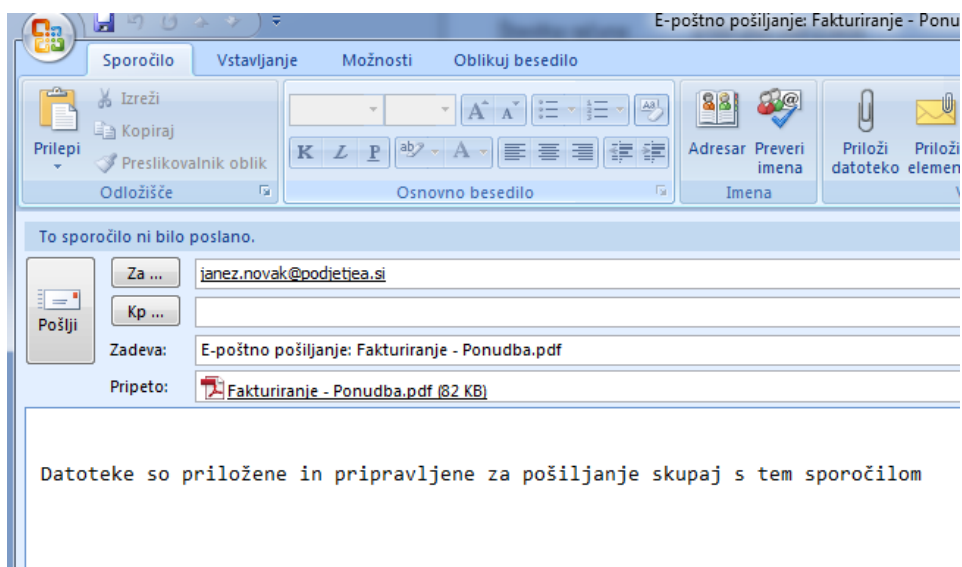 E-poštno pošiljanje: Fakturiranje - Ponu
Sporočilo Vstavljanje Možnosti Oblikuj besedilo
Izreži
Kopiraj
Prilepi
Preslikovalnik oblik
Odložišče
K L P
Osnovno besedilo
Adresar Preveri imena
Imena
Priloži datoteko
Priloži elemen
To sporočilo ni bilo poslano.
Pošlji
Za ... janez.novak@podjetjea.si
Kp ...
Zadeva: E-poštno pošiljanje: Fakturiranje - Ponudba.pdf
Pripeto: Fakturiranje - Ponudba.pdf (82 KB)
Datoteke so priložene in pripravljene za pošiljanje skupaj s tem sporočilom